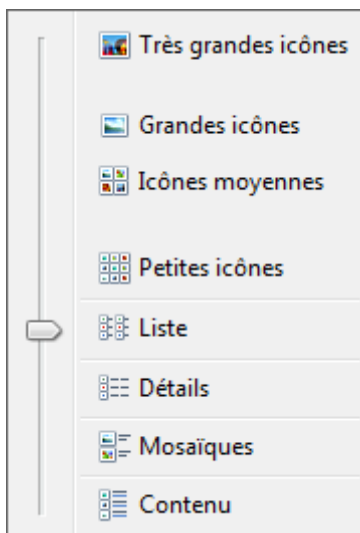 Très grandes icônes
Grandes icônes
Icônes moyennes
Petites icônes
Liste
Détails
Mosaïques
Contenu